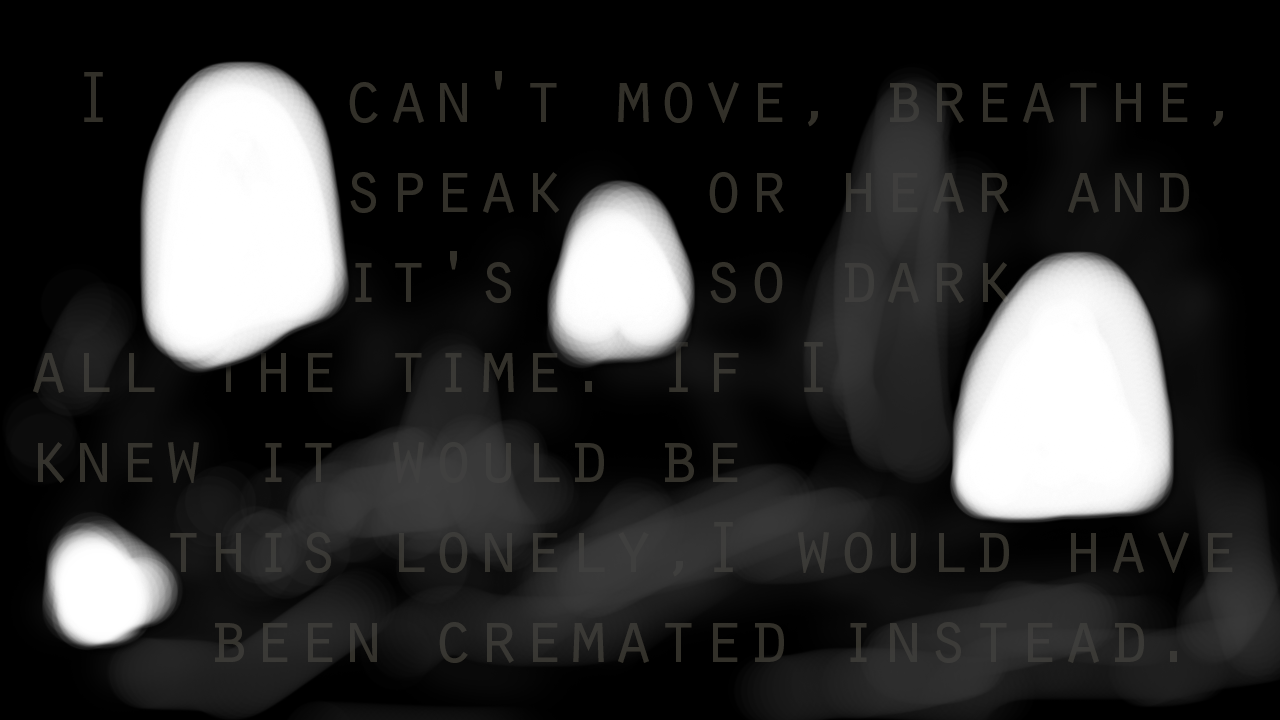 I CAN'T MOVE, BREATHE,
SPEAK OR HEAR AND
IT'S SO DARK
ALL THE TIME. IF I
KNEW IT WOULD BE
THIS LONELY, I WOULD HAVE
BEEN CREMATED INSTEAD.